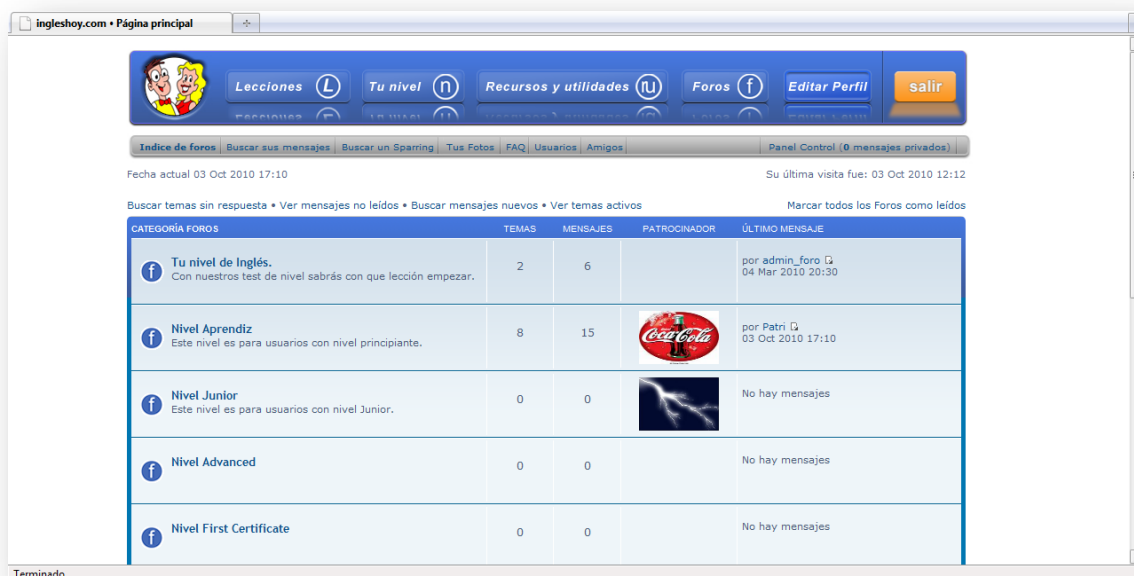 ingleshoy.com • Página principal
Lecciones L Tu nivel n Recursos y utilidades ru Foros f Editar Perfil salir
Indice de foros Buscar sus mensajes Buscar un Sparring Tus Fotos FAQ Usuarios Amigos Panel Control (0 mensajes privados)
Fecha actual 03 Oct 2010 17:10 Su última visita fue: 03 Oct 2010 12:12
Buscar temas sin respuesta • Ver mensajes no leídos • Buscar mensajes nuevos • Ver temas activos Marcar todos los Foros como leídos
CATEGORÍA FOROS TEMAS MENSAJES PATROCINADOR ÚLTIMO MENSAJE
f Tu nivel de Inglés. 2 6 por admin_foro
Con nuestros test de nivel sabrás con que lección empezar. 04 Mar 2010 20:30
f Nivel Aprendiz 8 15 Coca-Cola por Patri
Este nivel es para usuarios con nivel principiante. 03 Oct 2010 17:10
f Nivel Junior 0 0 No hay mensajes
Este nivel es para usuarios con nivel Junior.
f Nivel Advanced 0 0 No hay mensajes
f Nivel First Certificate 0 0 No hay mensajes
Terminado